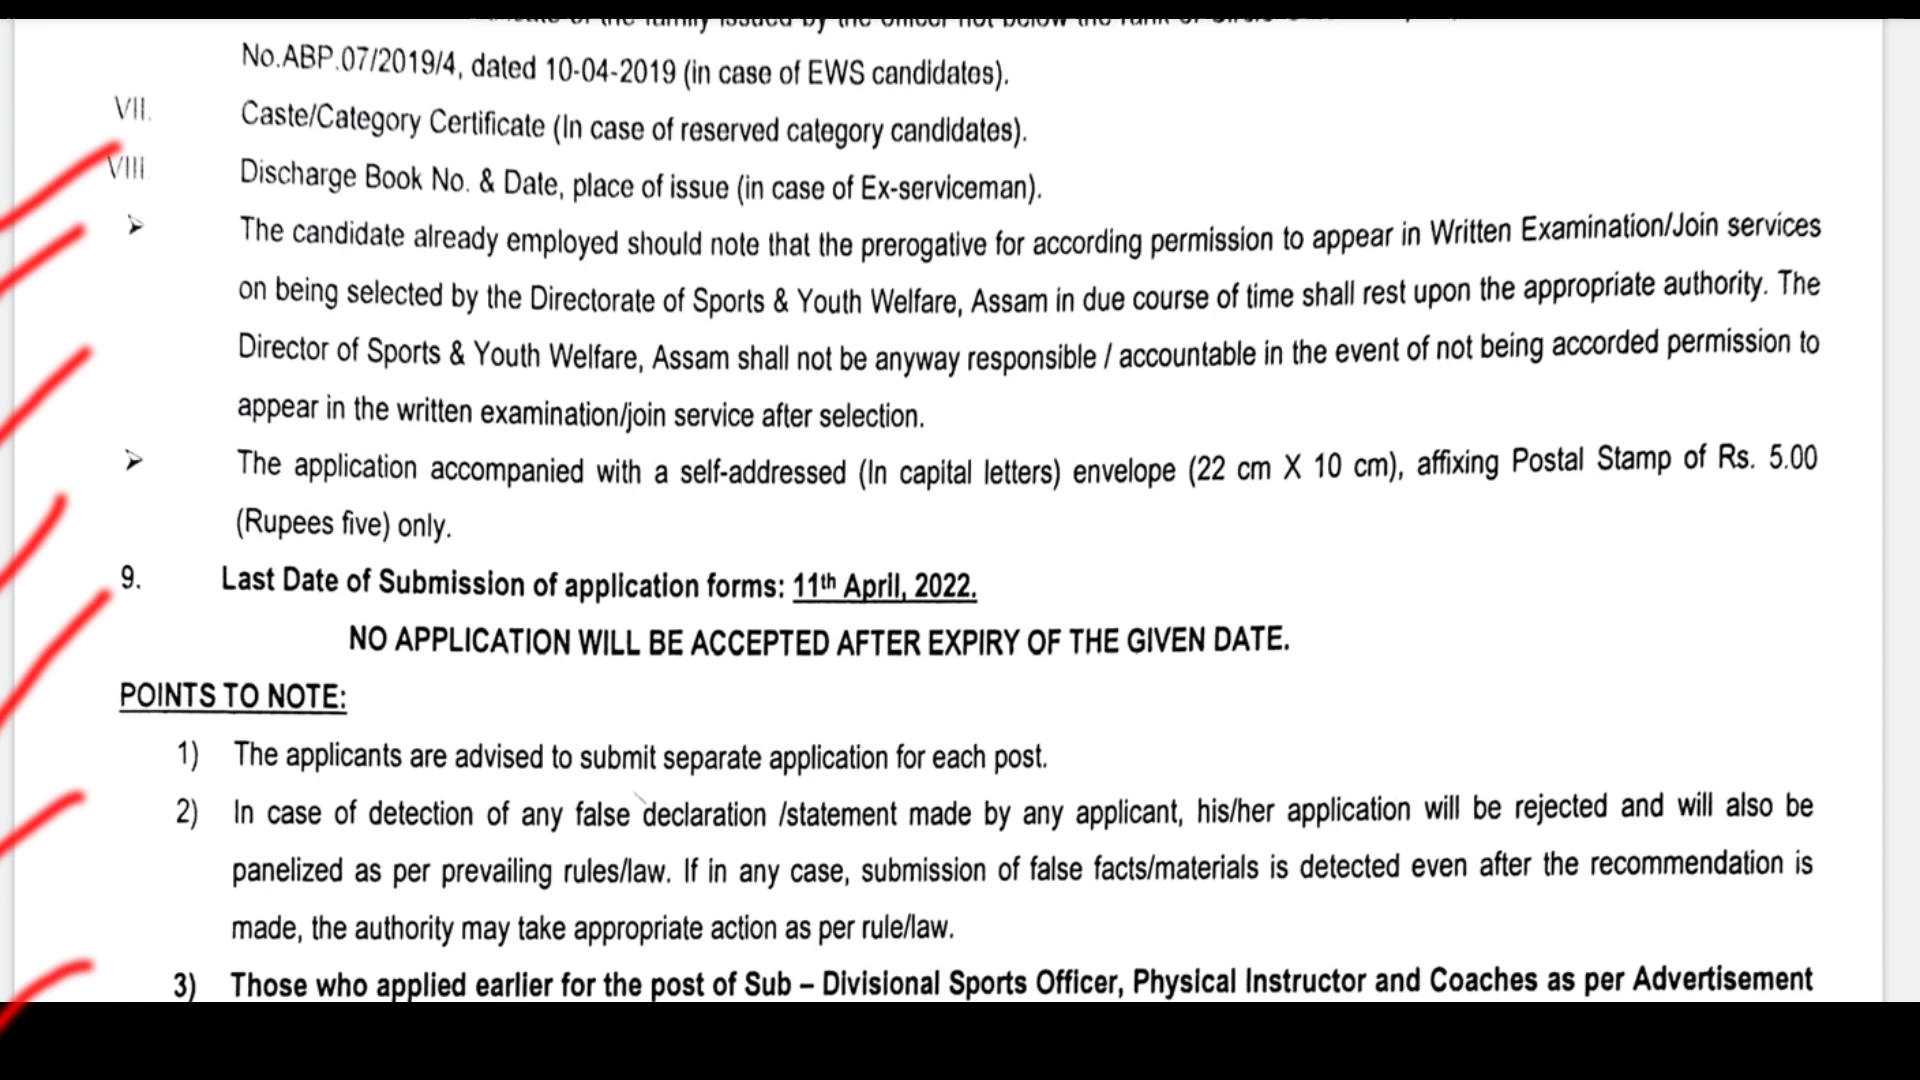 the family issued by the officer not below the rank of
No.ABP.07/2019/4, dated 10-04-2019 (in case of EWS candidates).
VII. Caste/Category Certificate (In case of reserved category candidates).
VIII. Discharge Book No. & Date, place of issue (in case of Ex-serviceman).
➢ The candidate already employed should note that the prerogative for according permission to appear in Written Examination/Join services
on being selected by the Directorate of Sports & Youth Welfare, Assam in due course of time shall rest upon the appropriate authority. The
Director of Sports & Youth Welfare, Assam shall not be anyway responsible / accountable in the event of not being accorded permission to
appear in the written examination/join service after selection.
➢ The application accompanied with a self-addressed (In capital letters) envelope (22 cm X 10 cm), affixing Postal Stamp of Rs. 5.00
(Rupees five) only.
9. Last Date of Submission of application forms: 11th April, 2022.
NO APPLICATION WILL BE ACCEPTED AFTER EXPIRY OF THE GIVEN DATE.
POINTS TO NOTE:
1) The applicants are advised to submit separate application for each post.
2) In case of detection of any false declaration /statement made by any applicant, his/her application will be rejected and will also be
panelized as per prevailing rules/law. If in any case, submission of false facts/materials is detected even after the recommendation is
made, the authority may take appropriate action as per rule/law.
3) Those who applied earlier for the post of Sub – Divisional Sports Officer, Physical Instructor and Coaches as per Advertisement